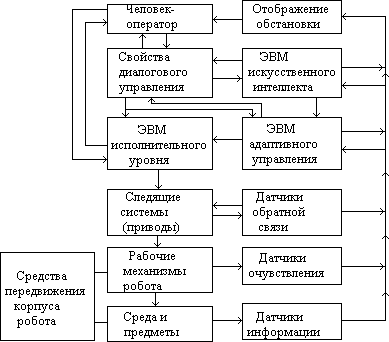 Человек-
оператор
Отображение
обстановки
Свойства
диалогового
управления
ЭВМ
искусственного
интеллекта
ЭВМ
исполнительного
уровня
ЭВМ
адаптивного
управления
Следящие
системы
(приводы)
Датчики
обратной
связи
Средства
передвижения
корпуса
робота
Рабочие
механизмы
робота
Датчики
очувствления
Среда и
предметы
Датчики
информации